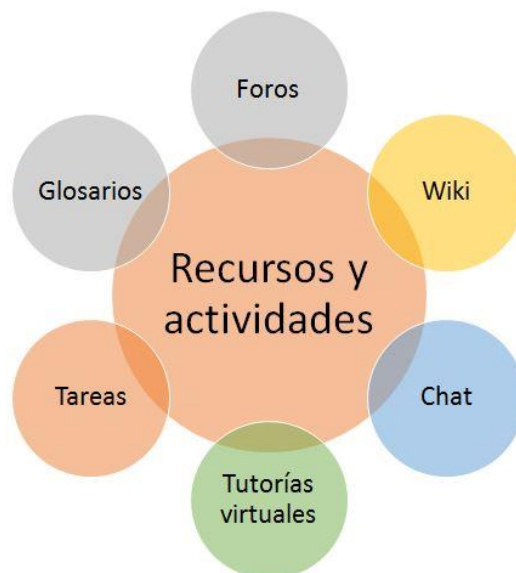 Foros
Glosarios
Wiki
Recursos y
actividades
Tareas
Chat
Tutorías
virtuales